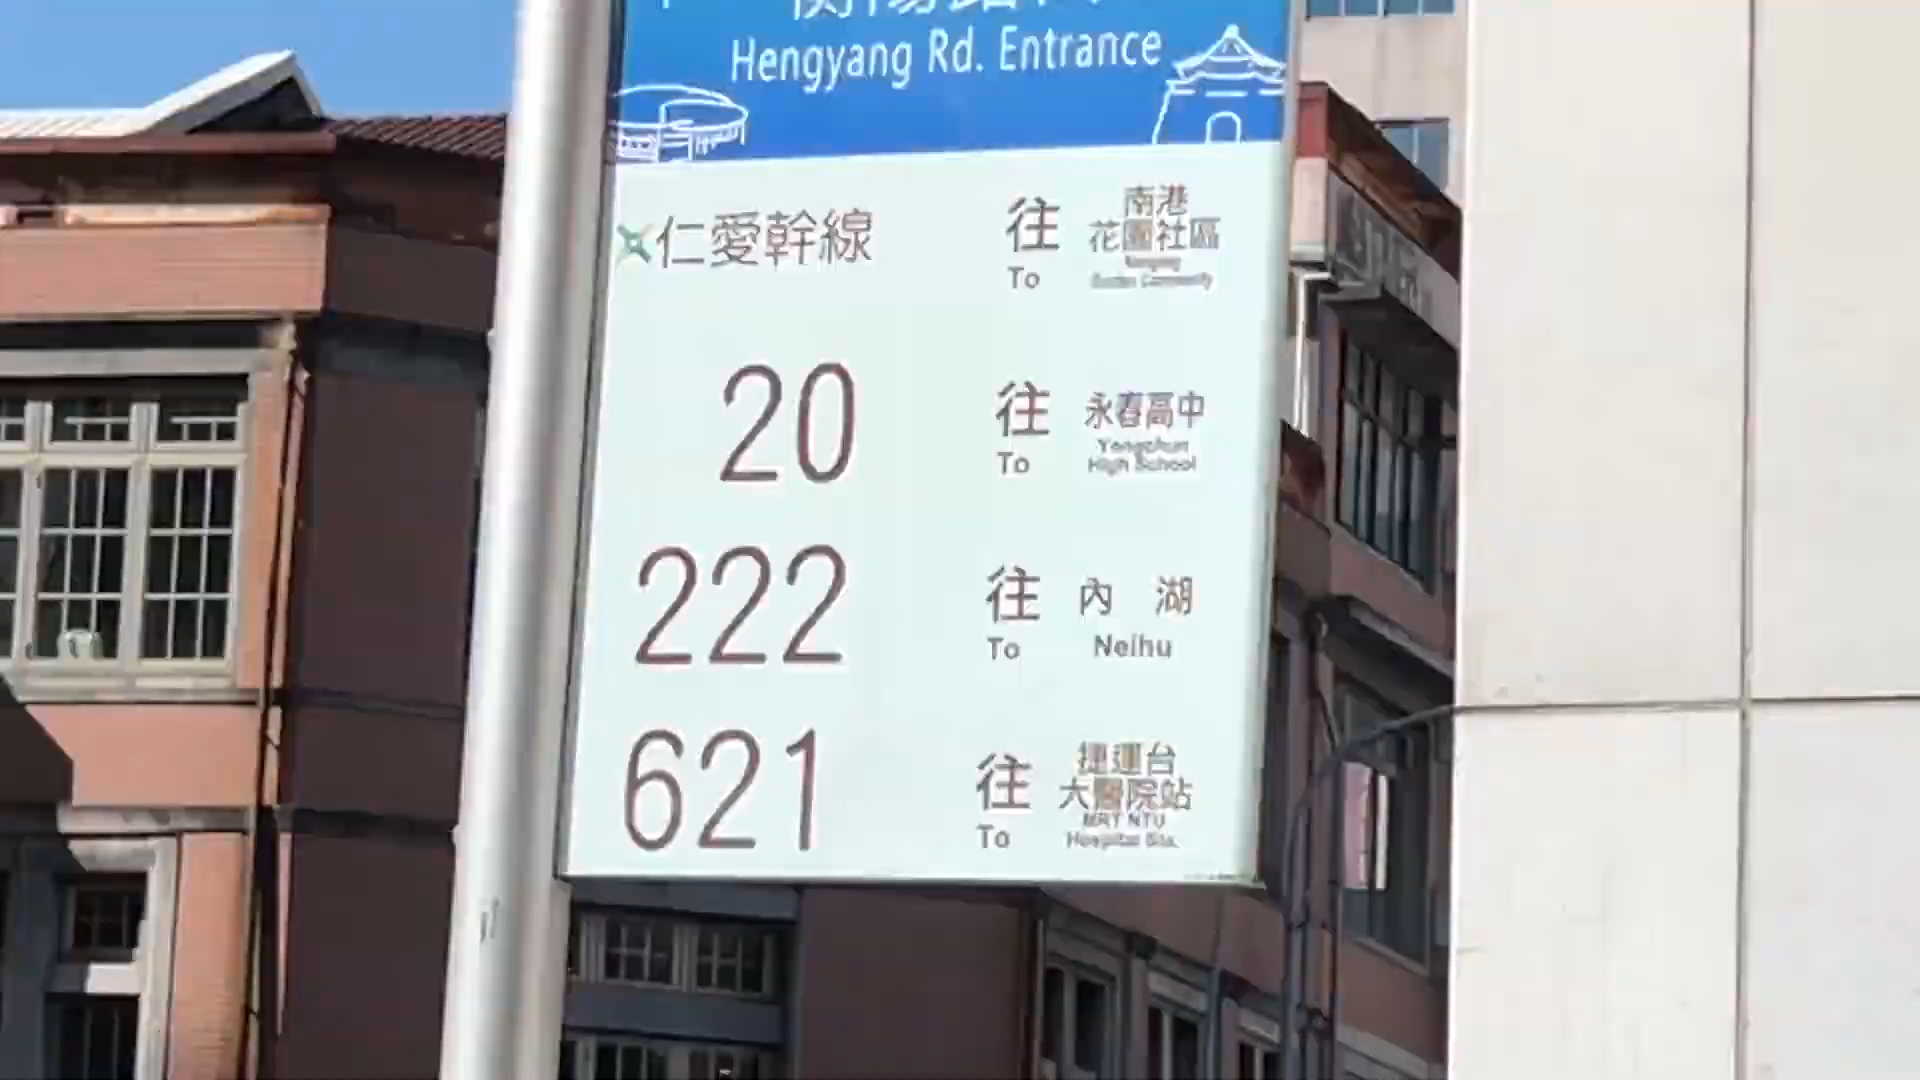 Hengyang Rd. Entrance
仁愛幹線 往 南港
花園社區
To
20 往 永春高中
To Yongchun
High School
222 往 內 湖
To Neihu
621 往 捷運台
大醫院站
To MRT NTU
Hospital Sta.